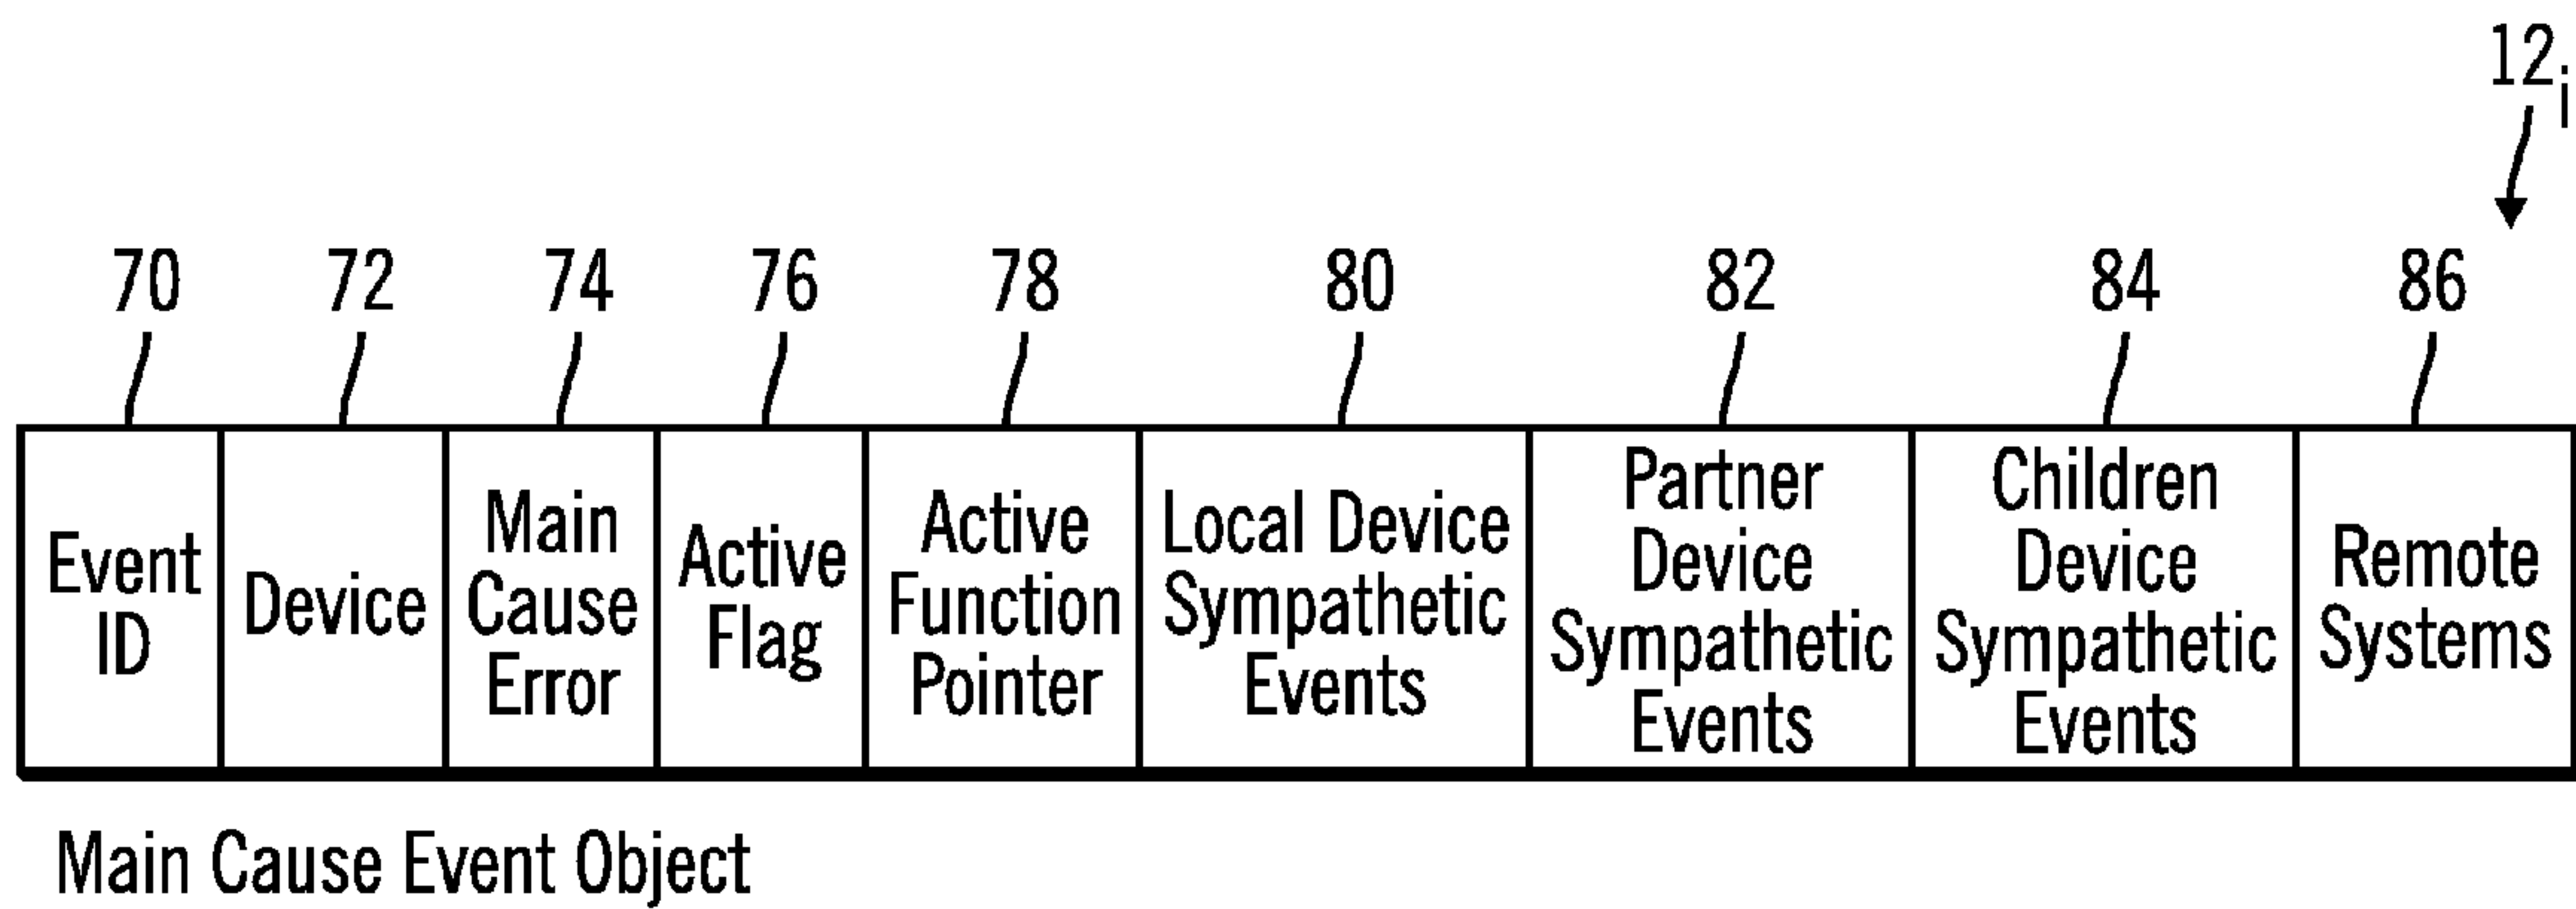 12i
70 72 74 76 78 80 82 84 86
Event
ID
Device
Main
Cause
Error
Active
Flag
Active
Function
Pointer
Local Device
Sympathetic
Events
Partner
Device
Sympathetic
Events
Children
Device
Sympathetic
Events
Remote
Systems
Main Cause Event Object